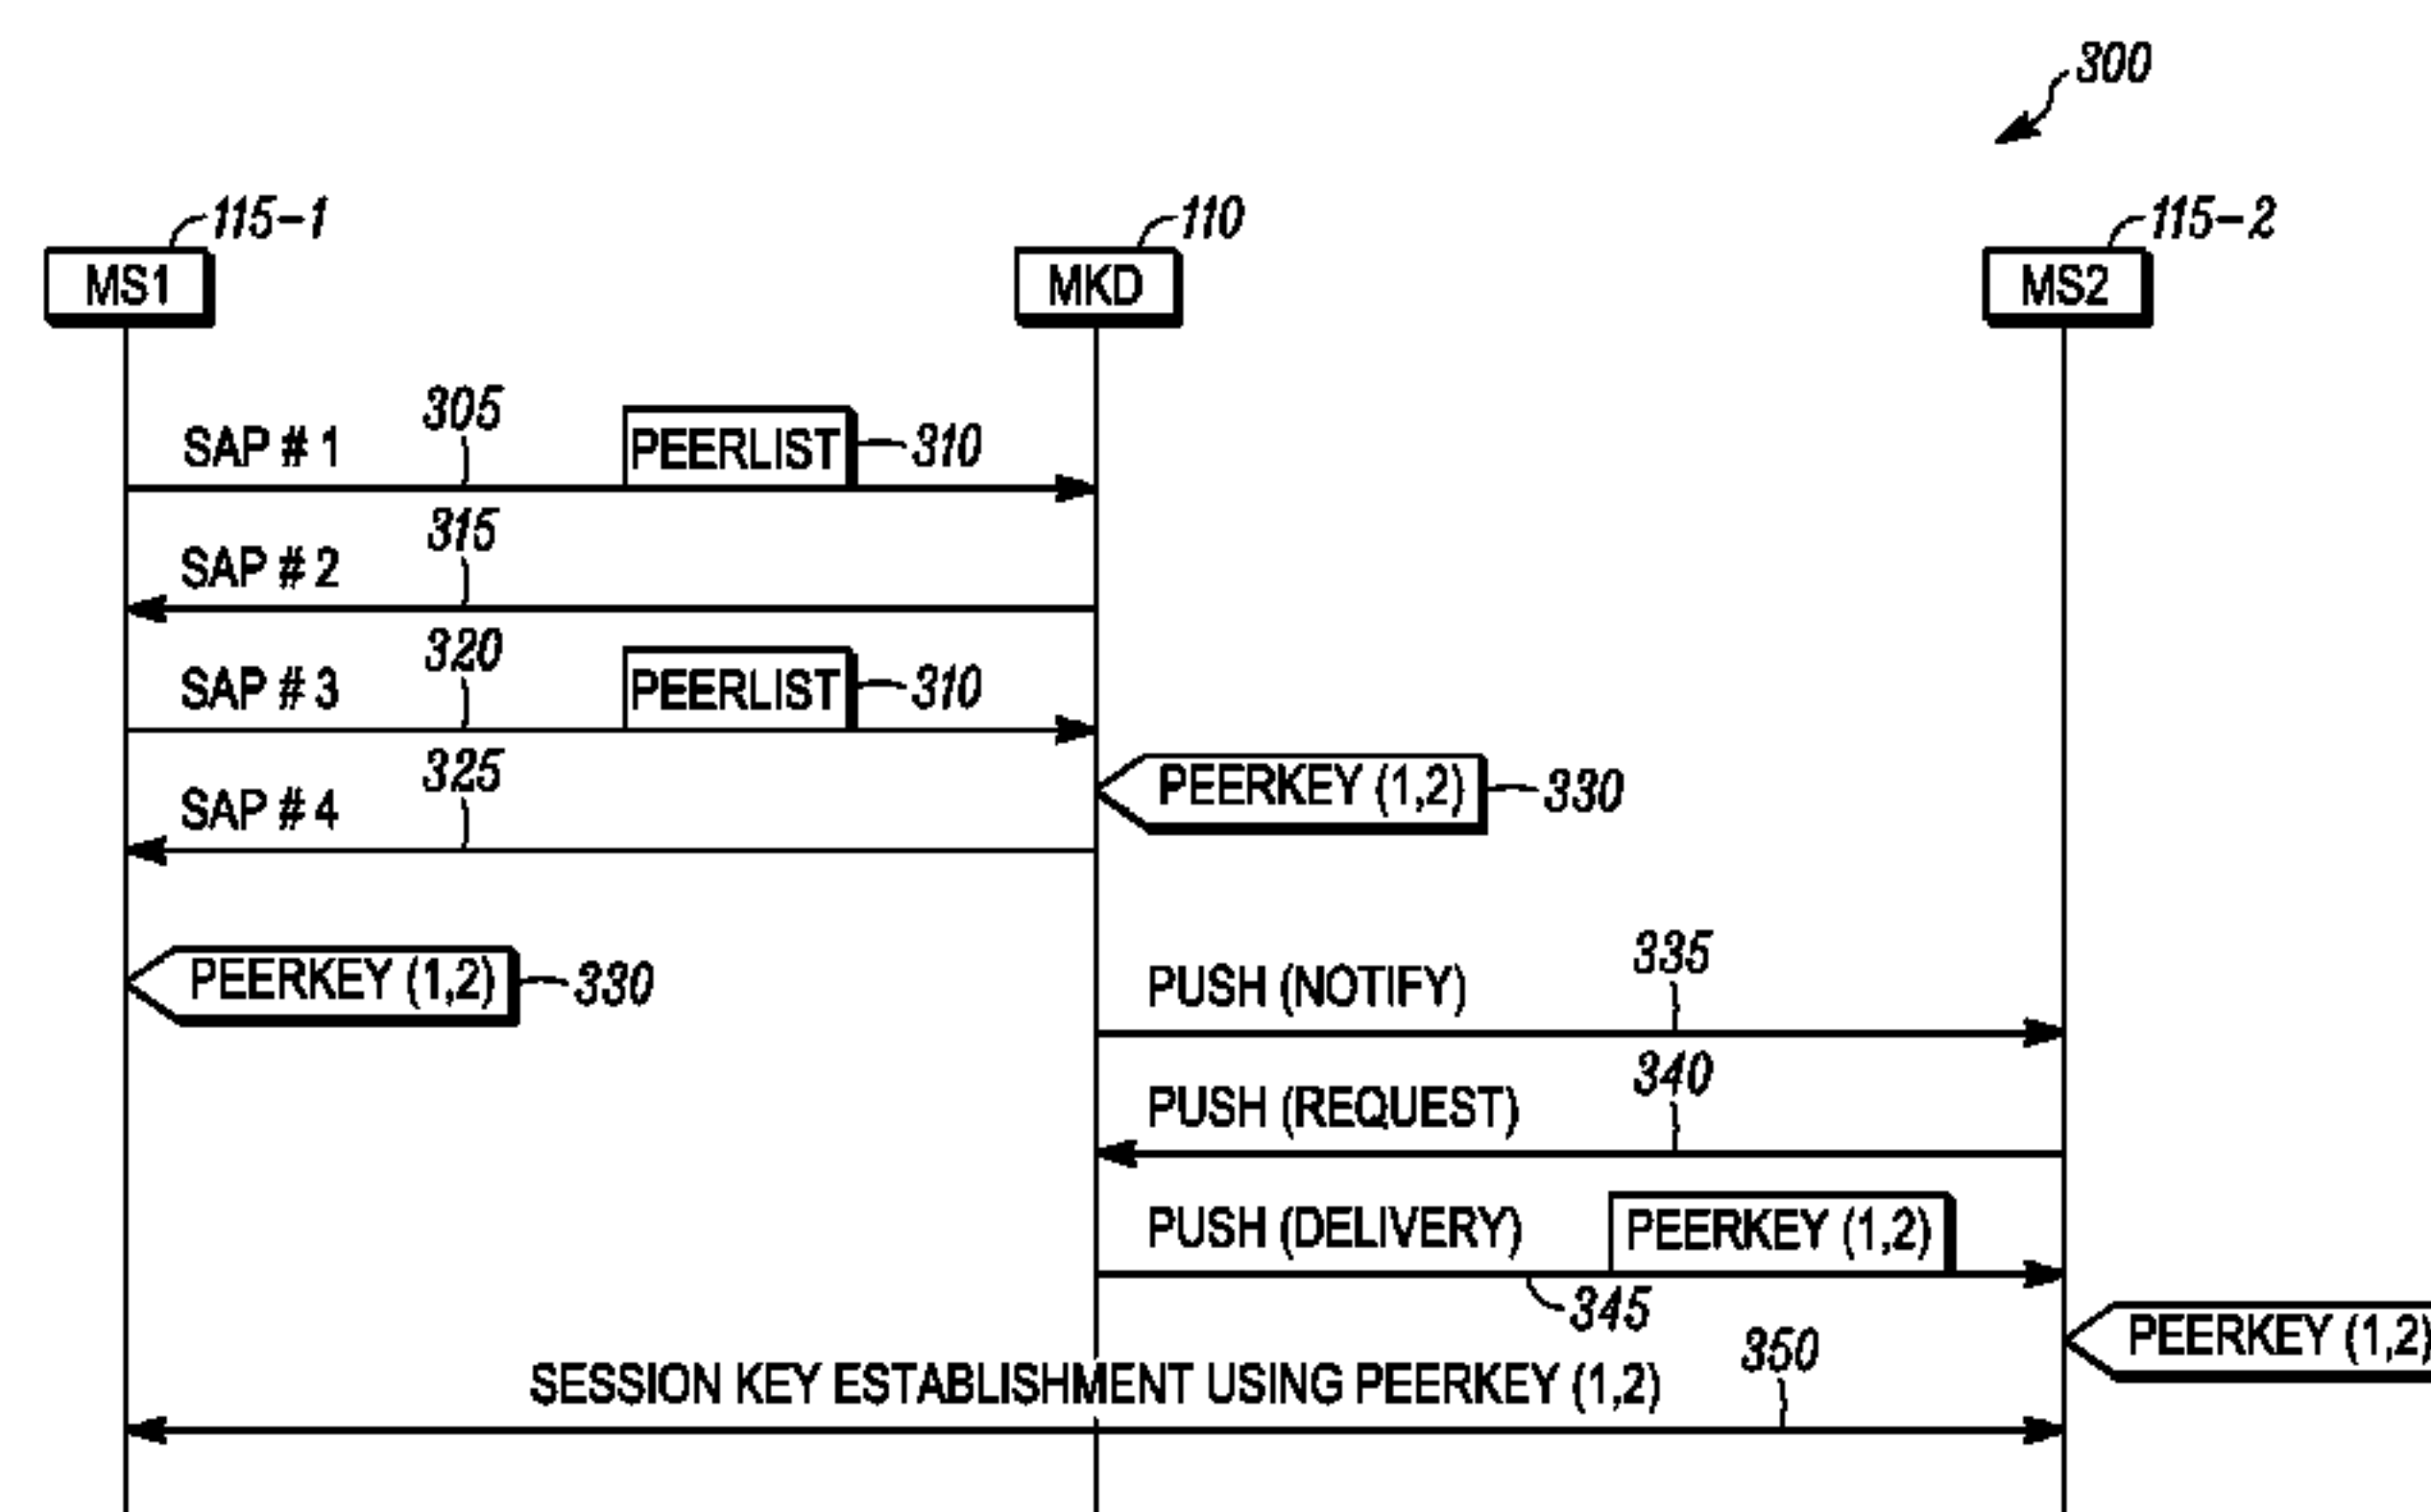 300
115-1 110 115-2
MS1 MKD MS2
305
SAP # 1 PEERLIST 310
315
SAP # 2
320
SAP # 3 PEERLIST 310
325 PEERKEY (1,2) 330
SAP # 4
335
PEERKEY (1,2) 330 PUSH (NOTIFY)
340
PUSH (REQUEST)
PUSH (DELIVERY) PEERKEY (1,2)
345
350 PEERKEY (1,2)
SESSION KEY ESTABLISHMENT USING PEERKEY (1,2)